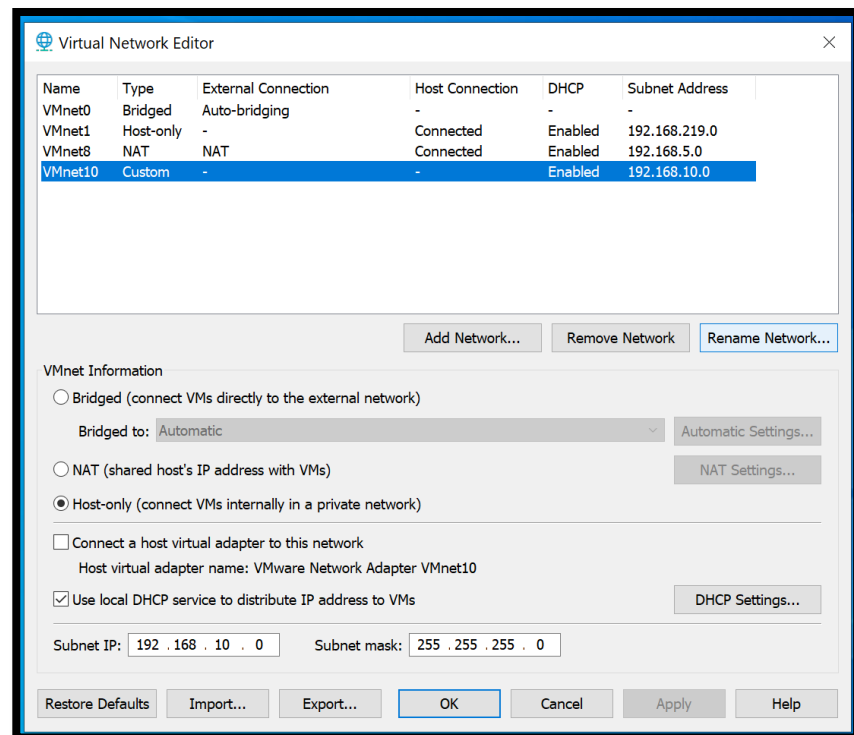 Virtual Network Editor
Name Type External Connection Host Connection DHCP Subnet Address
VMnet0 Bridged Auto-bridging - - -
VMnet1 Host-only - Connected Enabled 192.168.219.0
VMnet8 NAT NAT Connected Enabled 192.168.5.0
VMnet10 Custom - - Enabled 192.168.10.0
Add Network... Remove Network Rename Network...
VMnet Information
Bridged (connect VMs directly to the external network)
Bridged to: Automatic Automatic Settings...
NAT (shared host's IP address with VMs) NAT Settings...
Host-only (connect VMs internally in a private network)
Connect a host virtual adapter to this network
Host virtual adapter name: VMware Network Adapter VMnet10
Use local DHCP service to distribute IP address to VMs DHCP Settings...
Subnet IP: 192 . 168 . 10 . 0 Subnet mask: 255 . 255 . 255 . 0
Restore Defaults Import... Export... OK Cancel Apply Help